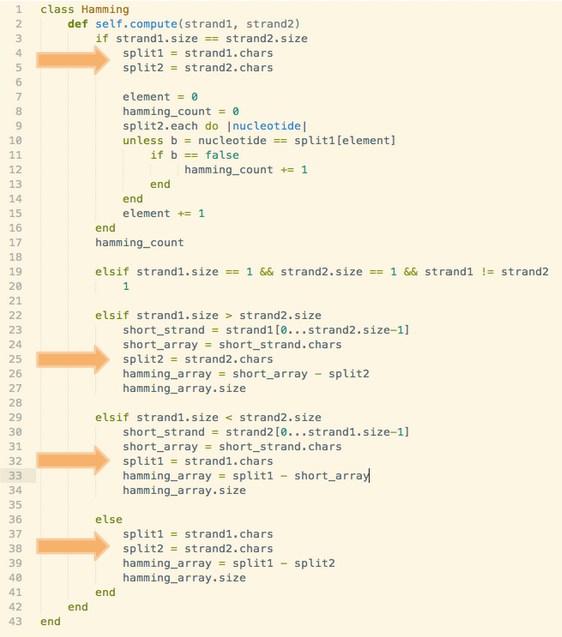 1 class Hamming
2     def self.compute(strand1, strand2)
3         if strand1.size == strand2.size
4             split1 = strand1.chars
5             split2 = strand2.chars
6
7             element = 0
8             hamming_count = 0
9             split2.each do |nucleotide|
10             unless b = nucleotide == split1[element]
11                 if b == false
12                     hamming_count += 1
13                 end
14             end
15             element += 1
16         end
17         hamming_count
18
19         elsif strand1.size == 1 && strand2.size == 1 && strand1 != strand2
20             1
21
22         elsif strand1.size > strand2.size
23             short_strand = strand1[0...strand2.size-1]
24             short_array = short_strand.chars
25             split2 = strand2.chars
26             hamming_array = short_array - split2
27             hamming_array.size
28
29         elsif strand1.size < strand2.size
30             short_strand = strand2[0...strand1.size-1]
31             short_array = short_strand.chars
32             split1 = strand1.chars
33             hamming_array = split1 - short_array
34             hamming_array.size
35
36         else
37             split1 = strand1.chars
38             split2 = strand2.chars
39             hamming_array = split1 - split2
40             hamming_array.size
41         end
42     end
43 end